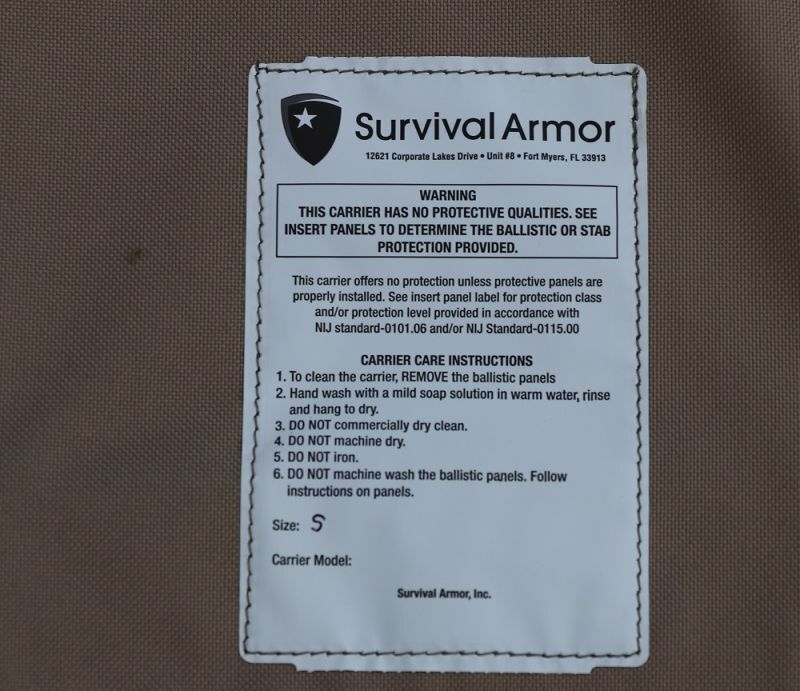 Survival Armor
12621 Corporate Lakes Drive • Unit #8 • Fort Myers, FL 33913
WARNING
THIS CARRIER HAS NO PROTECTIVE QUALITIES. SEE
INSERT PANELS TO DETERMINE THE BALLISTIC OR STAB
PROTECTION PROVIDED.
This carrier offers no protection unless protective panels are
properly installed. See insert panel label for protection class
and/or protection level provided in accordance with
NIJ standard-0101.06 and/or NIJ Standard-0115.00
CARRIER CARE INSTRUCTIONS
1. To clean the carrier, REMOVE the ballistic panels
2. Hand wash with a mild soap solution in warm water, rinse
and hang to dry.
3. DO NOT commercially dry clean.
4. DO NOT machine dry.
5. DO NOT iron.
6. DO NOT machine wash the ballistic panels. Follow
instructions on panels.
Size: S
Carrier Model:
Survival Armor, Inc.